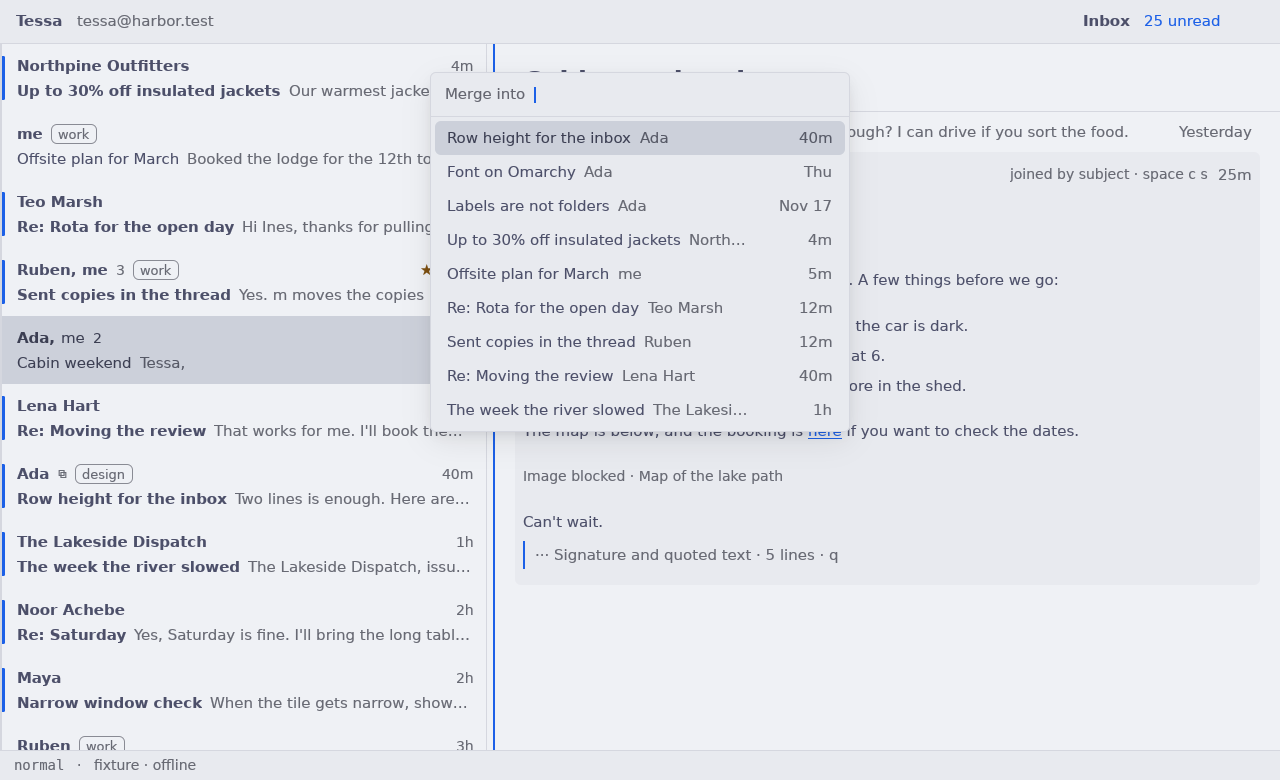 Tessa tessa@harbor.test
Inbox 25 unread
Northpine Outfitters 4m
Up to 30% off insulated jackets Our warmest jacke
me work
Offsite plan for March Booked the lodge for the 12th to
Teo Marsh
Re: Rota for the open day Hi Ines, thanks for pulling
Ruben, me 3 work ★
Sent copies in the thread Yes. m moves the copies
Ada, me 2
Cabin weekend Tessa,
Lena Hart
Re: Moving the review That works for me. I'll book the…
Ada design 40m
Row height for the inbox Two lines is enough. Here are…
The Lakeside Dispatch 1h
The week the river slowed The Lakeside Dispatch, issu…
Noor Achebe 2h
Re: Saturday Yes, Saturday is fine. I'll bring the long tabl…
Maya 2h
Narrow window check When the tile gets narrow, show…
Ruben work 3h
Merge into
Row height for the inbox Ada 40m
Font on Omarchy Ada Thu
Labels are not folders Ada Nov 17
Up to 30% off insulated jackets North… 4m
Offsite plan for March me 5m
Re: Rota for the open day Teo Marsh 12m
Sent copies in the thread Ruben 12m
Re: Moving the review Lena Hart 40m
The week the river slowed The Lakesi… 1h
ough? I can drive if you sort the food. Yesterday
joined by subject · space c s 25m
. A few things before we go:
the car is dark.
at 6.
ore in the shed.
The map is below, and the booking is here if you want to check the dates.
Image blocked · Map of the lake path
Can't wait.
··· Signature and quoted text · 5 lines · q
normal · fixture · offline